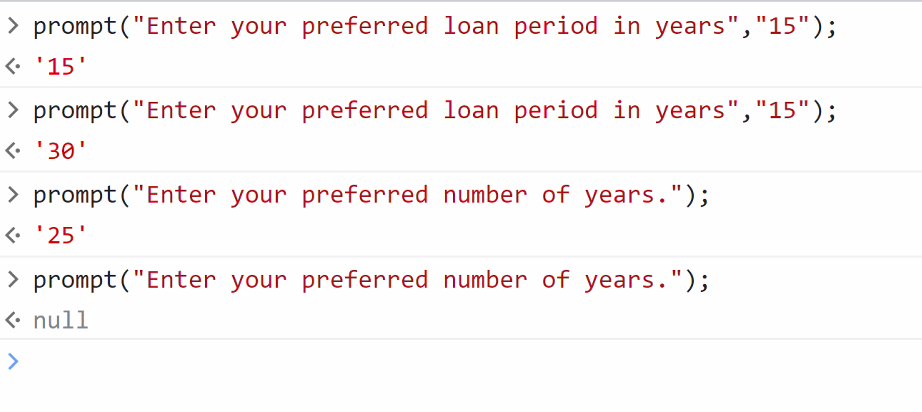 > prompt("Enter your preferred loan period in years","15");
'15'
> prompt("Enter your preferred loan period in years","15");
'30'
> prompt("Enter your preferred number of years.");
'25'
> prompt("Enter your preferred number of years.");
null
>